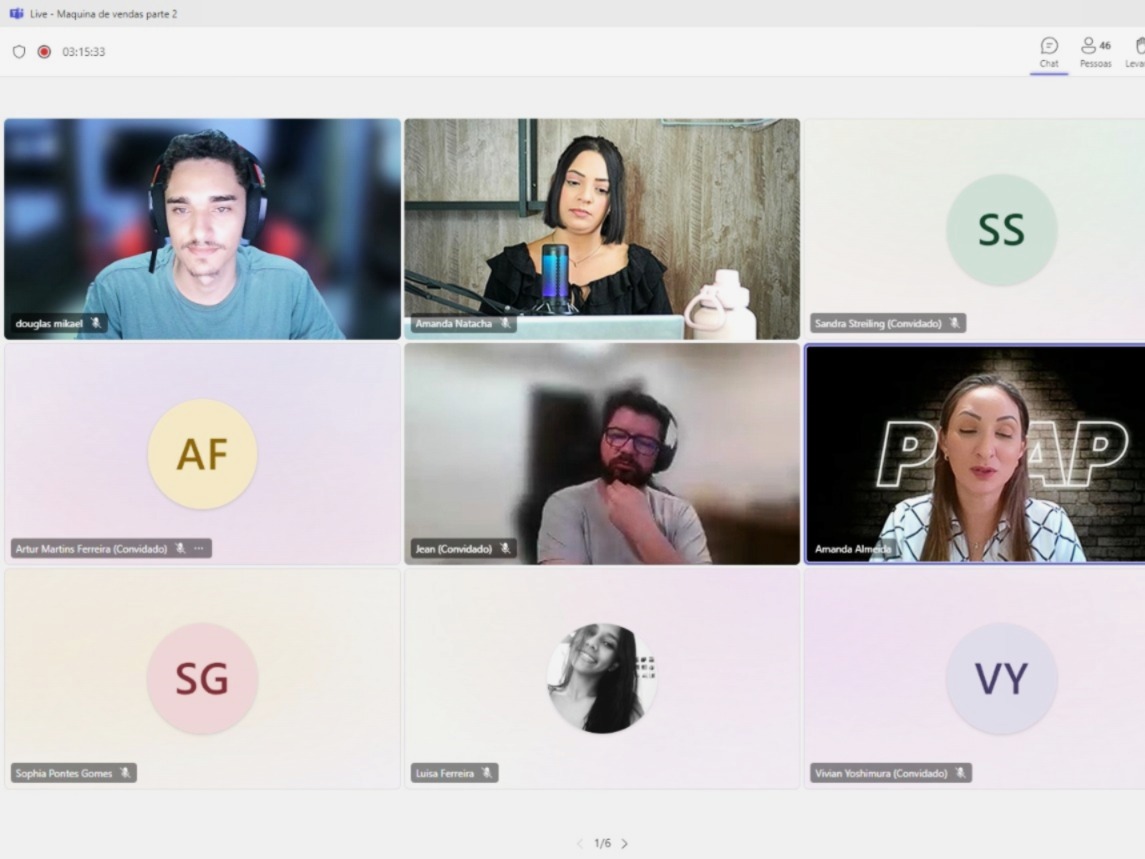 Live - Maquina de vendas parte 2
03:15:33
46
Chat
Pessoas
SS
douglas mikael
Amanda Natacha
Sandra Streiling (Convidado)
AF
Artur Martins Ferreira (Convidado)
Jean (Convidado)
Amanda Almeida
SG
VY
Sophia Pontes Gomes
Luisa Ferreira
Vivian Yoshimura (Convidado)
1/6